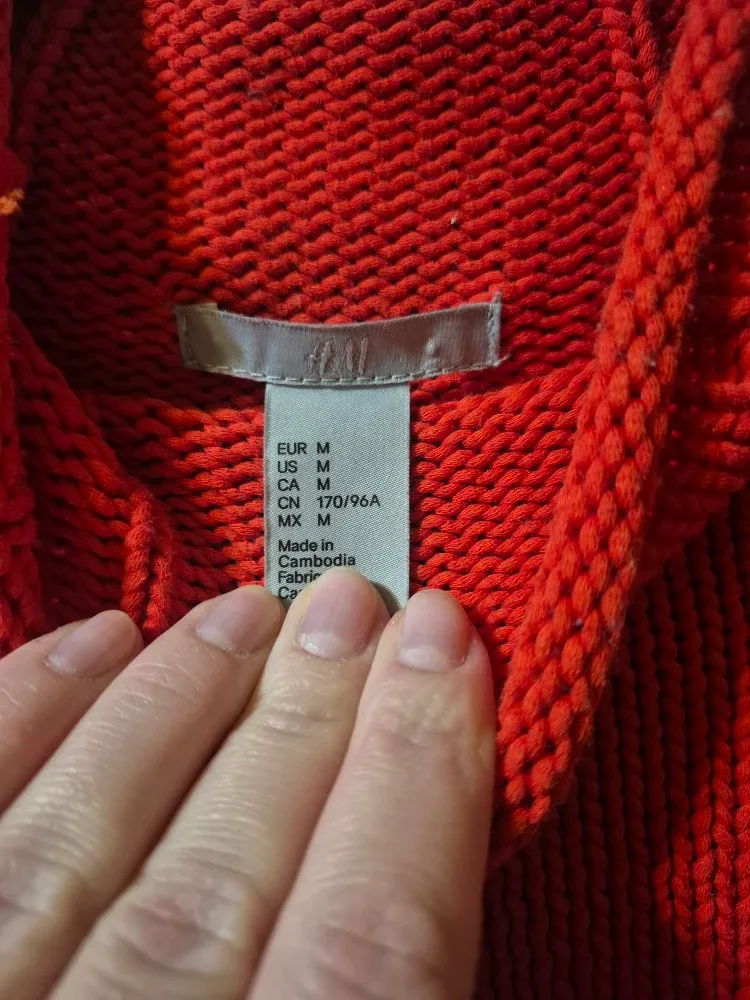 H&M
EUR M
US M
CA M
CN 170/96A
MX M
Made in
Cambodia